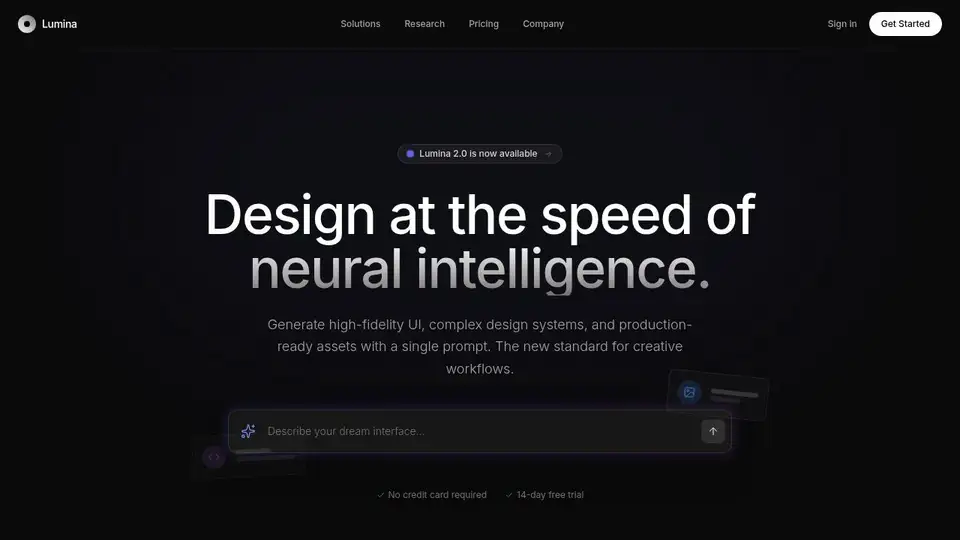 Lumina
Solutions
Research
Pricing
Company
Sign in
Get Started
Lumina 2.0 is now available →
Design at the speed of
neural intelligence.
Generate high-fidelity UI, complex design systems, and production-
ready assets with a single prompt. The new standard for creative
workflows.
Describe your dream interface...
✓ No credit card required
✓ 14-day free trial